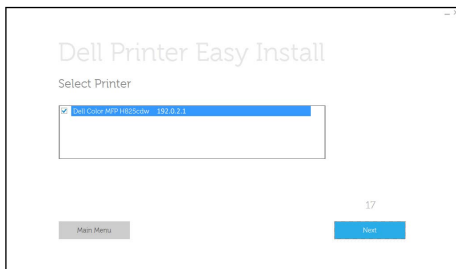 Dell Printer Easy Install
Select Printer
Dell Color MFP H825cdw 192.0.2.1
17
Main Menu
Next